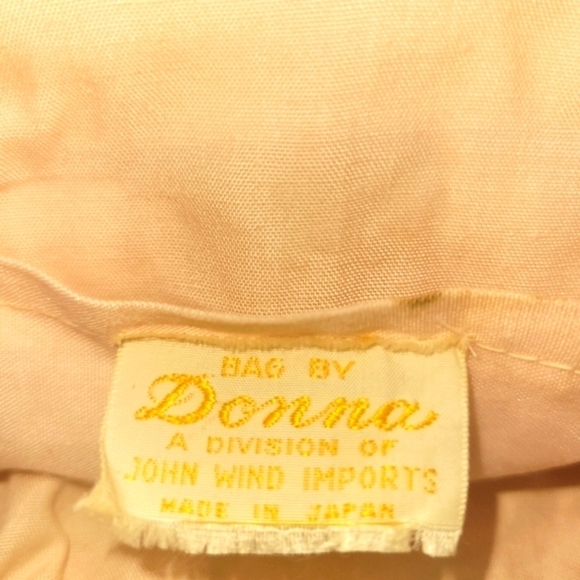 BAG BY
Donna
A DIVISION OF
JOHN WIND IMPORTS
MADE IN JAPAN